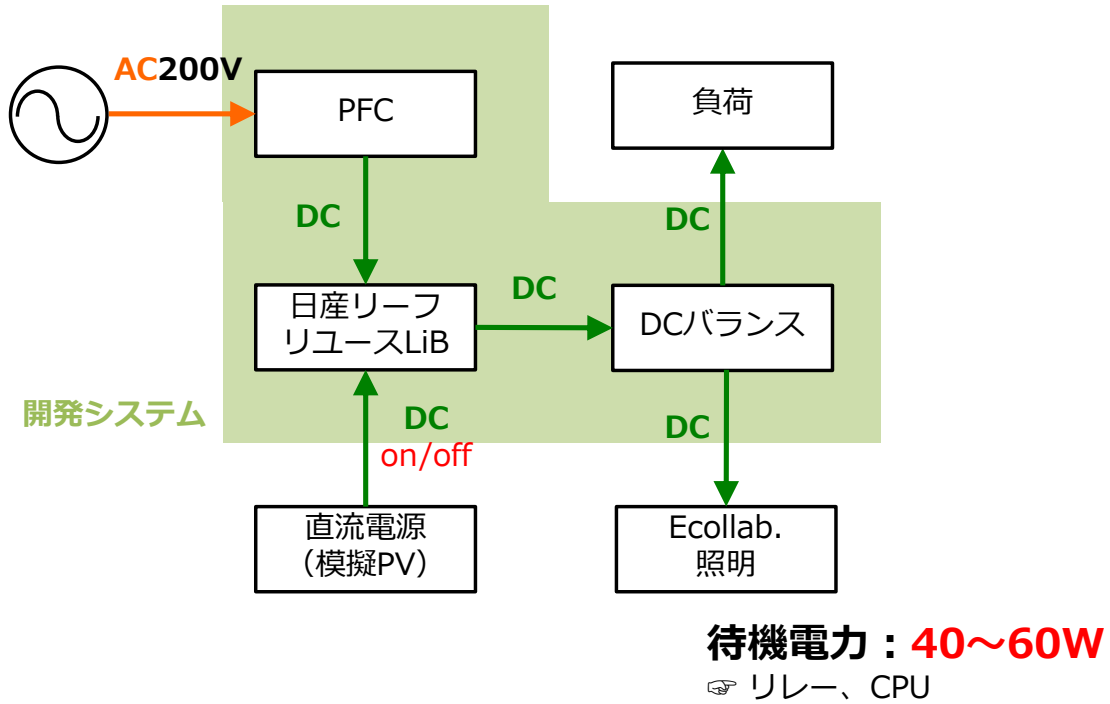 AC200V
PFC
負荷
DC
DC
日産リーフ
リユースLiB
DC
DCバランス
開発システム
DC
on/off
DC
直流電源
（模擬PV）
Ecollab.
照明
待機電力：40～60W
☞ リレー、CPU